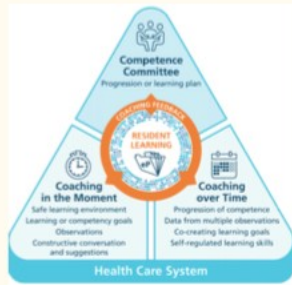 Competence
Committee
Progression or learning plan
COACHING FEEDBACK
RESIDENT
LEARNING
Coaching
in the Moment
Safe learning environment
Learning or competency goals
Observations
Constructive conversation
and suggestions
Coaching
over Time
Progression of competence
Data from multiple observations
Co-creating learning goals
Self-regulated learning skills
Health Care System